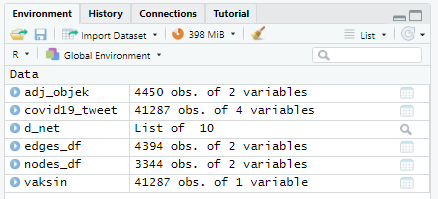 Environment History Connections Tutorial
Import Dataset 398 MiB List
R Global Environment
Data
adj_objek 4450 obs. of 2 variables
covid19_tweet 41287 obs. of 4 variables
d_net List of 10
edges_df 4394 obs. of 2 variables
nodes_df 3344 obs. of 2 variables
vaksin 41287 obs. of 1 variable